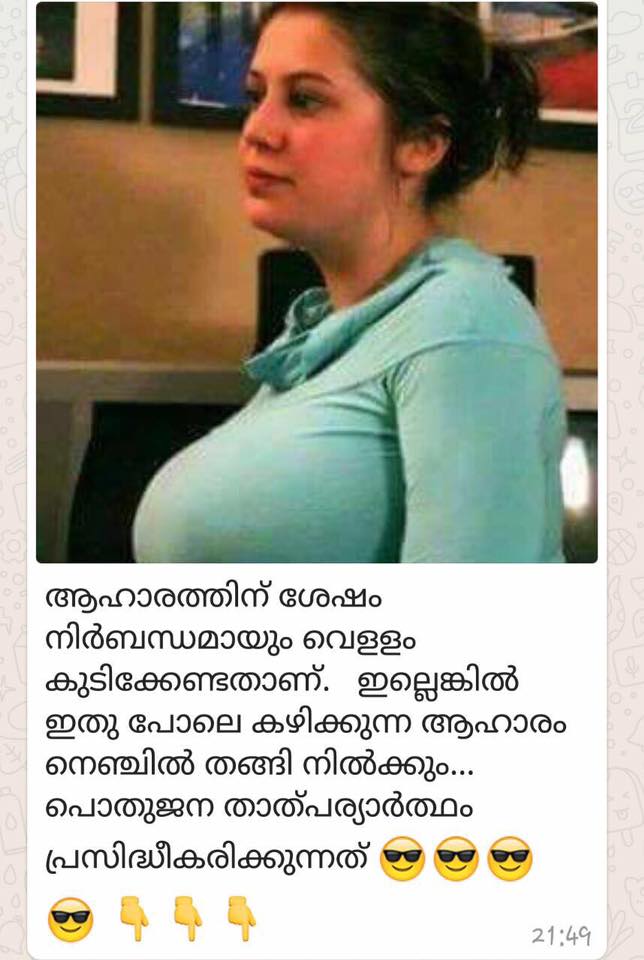 ആഹാരത്തിന് ശേഷം
നിർബന്ധമായും വെളളം
കുടിക്കേണ്ടതാണ്. ഇല്ലെങ്കിൽ
ഇതു പോലെ കഴിക്കുന്ന ആഹാരം
നെഞ്ചിൽ തങ്ങി നിൽക്കും...
പൊതുജന താത്പര്യാർത്ഥം
പ്രസിദ്ധീകരിക്കുന്നത് 😎😎😎
😎👇👇👇
21:49